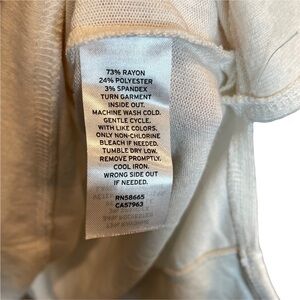 73% RAYON
24% POLYESTER
3% SPANDEX
TURN GARMENT
INSIDE OUT.
MACHINE WASH COLD.
GENTLE CYCLE.
WITH LIKE COLORS.
ONLY NON-CHLORINE
BLEACH IF NEEDED.
TUMBLE DRY LOW.
REMOVE PROMPTLY.
COOL IRON.
WRONG SIDE OUT
IF NEEDED.
RN58665
CA57963